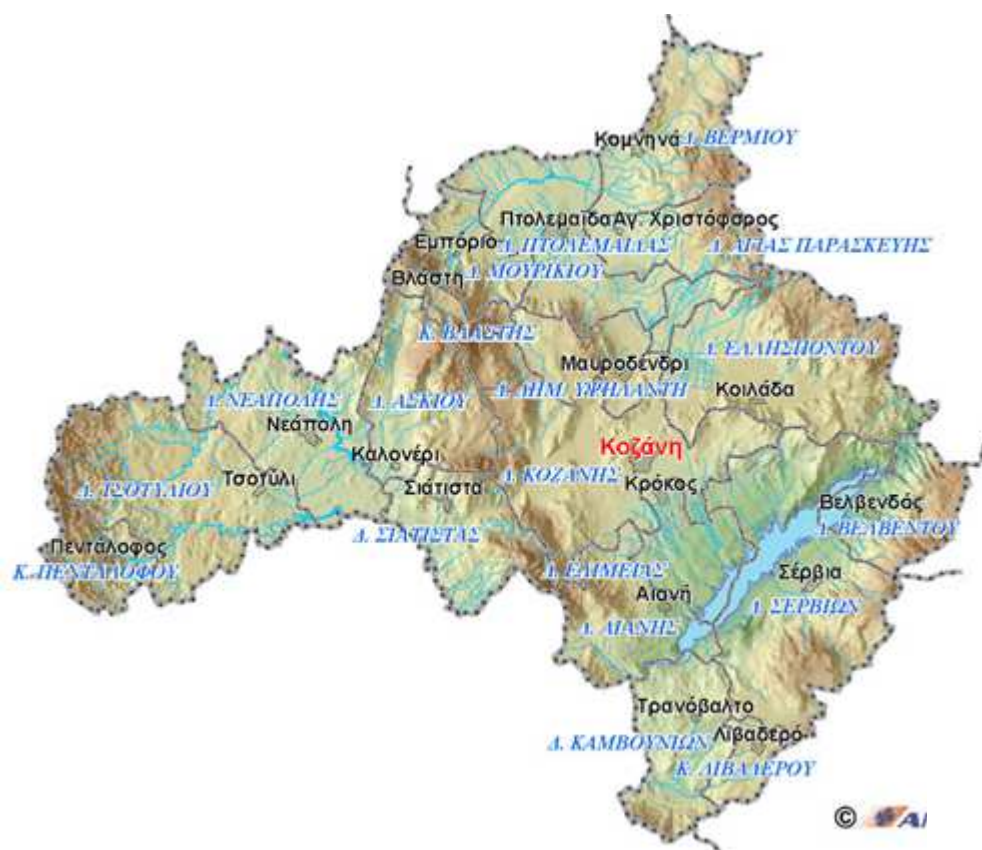 Κομνηνά
Δ. ΒΕΡΜΙΟΥ
Πτολεμαΐδα
Αγ. Χριστόφορος
Εμπόριο
Δ. ΠΤΟΛΕΜΑΙΔΑΣ
Δ. ΑΓΙΑΣ ΠΑΡΑΣΚΕΥΗΣ
Βλάστη
Δ. ΜΟΥΡΙΚΙΟΥ
Κ. ΒΛΑΣΤΗΣ
Μαυροδένδρι
Δ. ΕΛΛΗΣΠΟΝΤΟΥ
Δ. ΝΕΑΠΟΛΗΣ
Δ. ΑΣΚΙΟΥ
Δ. ΔΗΜ. ΥΨΗΛΑΝΤΗ
Κοιλάδα
Νεάπολη
Καλονέρι
Κοζάνη
Τσοτύλι
Δ. ΤΣΟΤΥΛΙΟΥ
Σιάτιστα
Δ. ΚΟΖΑΝΗΣ
Κρόκος
Βελβενδός
Δ. ΣΙΑΤΙΣΤΑΣ
Δ. ΒΕΛΒΕΝΤΟΥ
Πεντάλοφος
Κ. ΠΕΝΤΑΛΟΦΟΥ
Δ. ΕΛΙΜΕΙΑΣ
Σέρβια
Αιανή
Δ. ΣΕΡΒΙΩΝ
Δ. ΑΙΑΝΗΣ
Τρανόβαλτο
Λιβαδερό
Δ. ΚΑΜΒΟΥΝΙΩΝ
Κ. ΛΙΒΑΔΕΡΟΥ
©